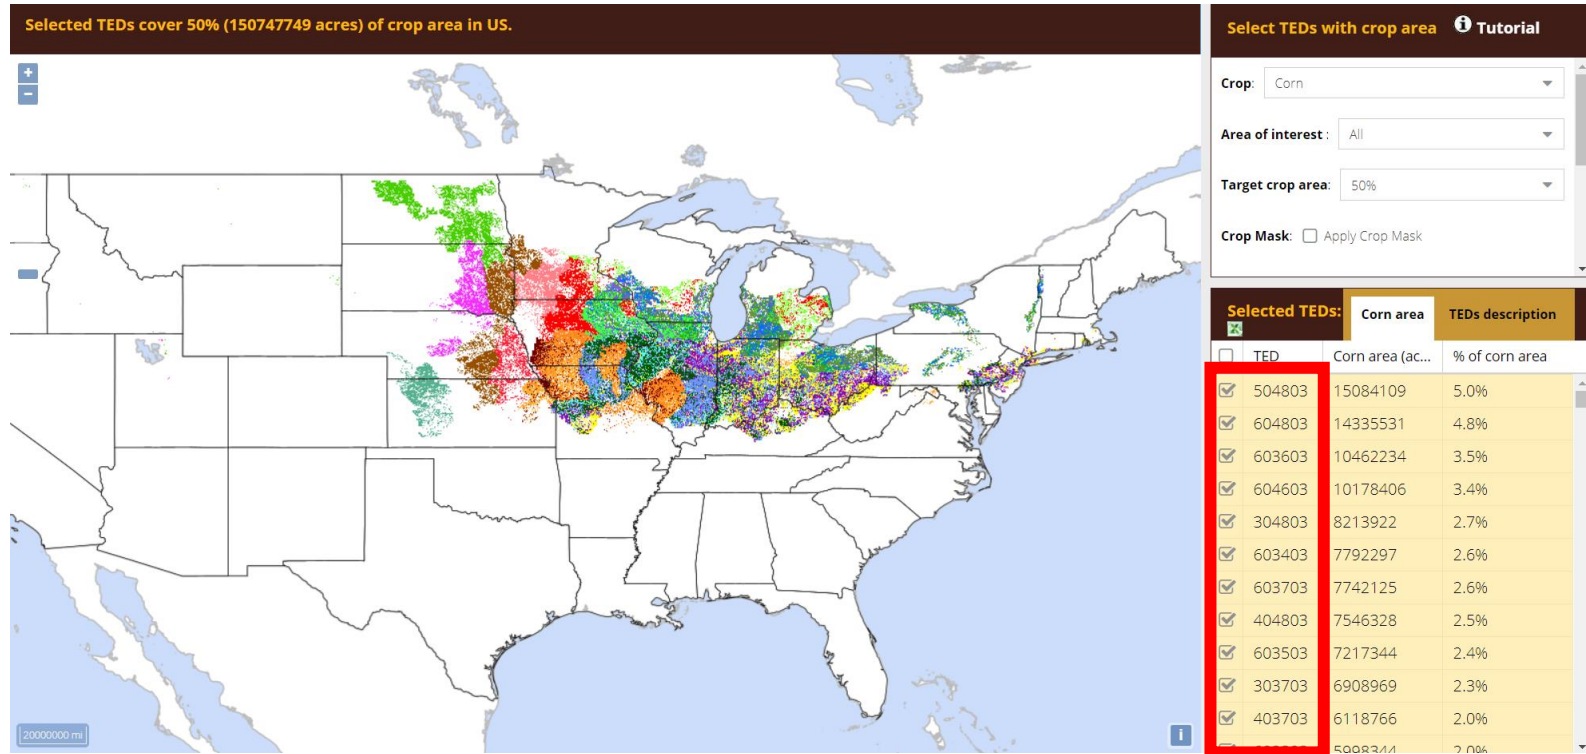 Selected TEDs cover 50% (150747749 acres) of crop area in US.
+
−
20000000 mi
i
Select TEDs with crop area Tutorial
Crop: Corn
Area of interest : All
Target crop area: 50%
Crop Mask: Apply Crop Mask
Selected TEDs: Corn area TEDs description
TED Corn area (ac... % of corn area
504803 15084109 5.0%
604803 14335531 4.8%
603603 10462234 3.5%
604603 10178406 3.4%
304803 8213922 2.7%
603403 7792297 2.6%
603703 7742125 2.6%
404803 7546328 2.5%
603503 7217344 2.4%
303703 6908969 2.3%
403703 6118766 2.0%
5998344 2.0%